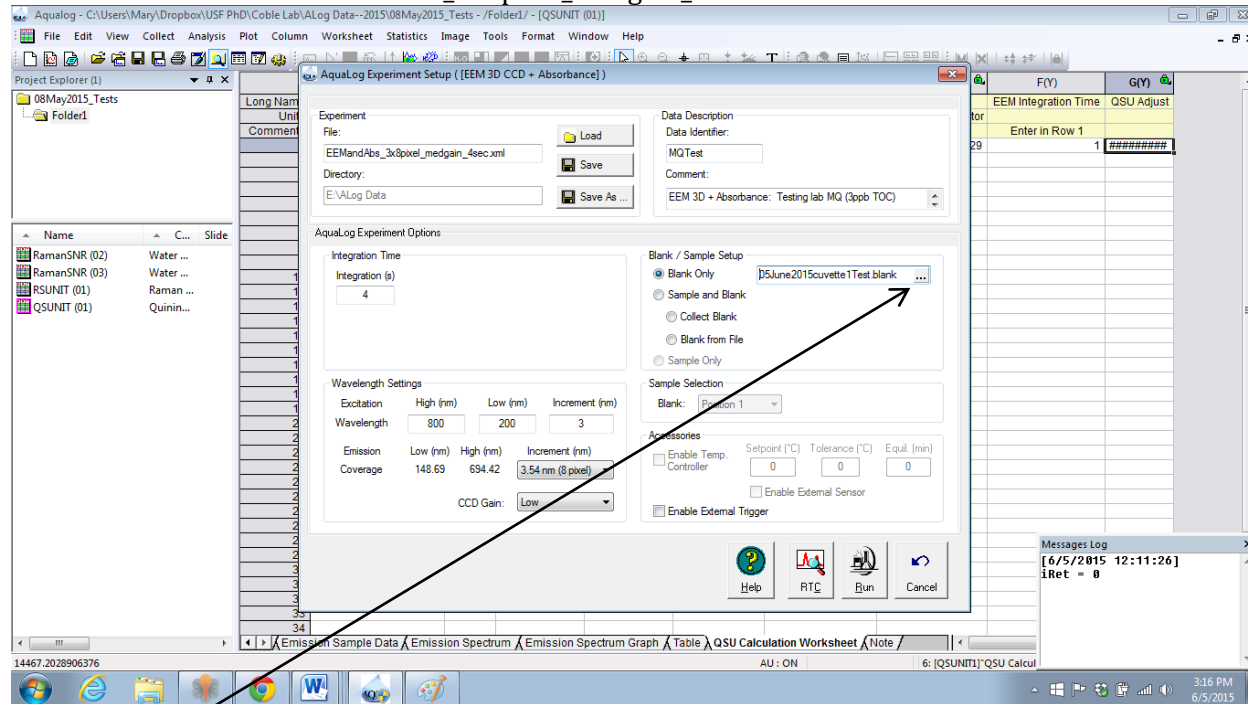 Aqualog - C:\Users\Mary\Dropbox\USF PhD\Coble Lab\ALog Data--2015\08May2015_Tests - /Folder1/ - [QSUNIT (01)]
File Edit View Collect Analysis Plot Column Worksheet Statistics Image Tools Format Window Help
Project Explorer (1)
08May2015_Tests
Folder1
Name C... Slide
RamanSNR (02) Water ...
RamanSNR (03) Water ...
RSUNIT (01) Raman ...
QSUNIT (01) Quinin...
Long Nam
Unit
Comment
F(Y) G(Y)
EEM Integration Time QSU Adjust
tor
Enter in Row 1
29 1 #########
AquaLog Experiment Setup ( [EEM 3D CCD + Absorbance] )
Experiment
File:
EEMandAbs_3x8pixel_medgain_4sec.xml
Directory:
E:\ALog Data
Load
Save
Save As ...
Data Description
Data Identifier:
MQTest
Comment:
EEM 3D + Absorbance: Testing lab MQ (3ppb TOC)
AquaLog Experiment Options
Integration Time
Integration (s)
4
Blank / Sample Setup
Blank Only 05June2015cuvette1Test.blank ...
Sample and Blank
Collect Blank
Blank from File
Sample Only
Wavelength Settings
Excitation High (nm) Low (nm) Increment (nm)
Wavelength 800 200 3
Emission Low (nm) High (nm) Increment (nm)
Coverage 148.69 694.42 3.54 nm (8 pixel)
CCD Gain: Low
Sample Selection
Blank: Position 1
Accessories
Enable Temp. Controller
Setpoint (°C) Tolerance (°C) Equil. (min)
0 0 0
Enable External Sensor
Enable External Trigger
Help RTC Run Cancel
33
34
Messages Log
[6/5/2015 12:11:26]
iRet = 0
Emission Sample Data Emission Spectrum Emission Spectrum Graph Table QSU Calculation Worksheet Note
14467.2028906376
AU : ON
6: [QSUNIT1]"QSU Calcul
3:16 PM
6/5/2015